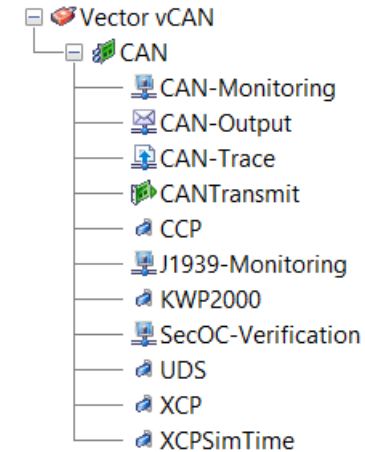 Vector vCAN
CAN
CAN-Monitoring
CAN-Output
CAN-Trace
CANTransmit
CCP
J1939-Monitoring
KWP2000
SecOC-Verification
UDS
XCP
XCPSimTime